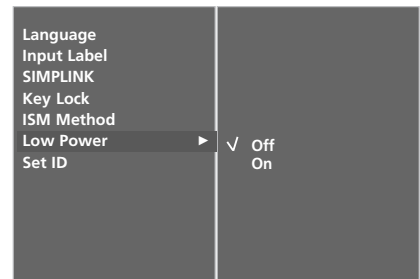 Language
Input Label
SIMPLINK
Key Lock
ISM Method
Low Power ►
Set ID
√ Off
On